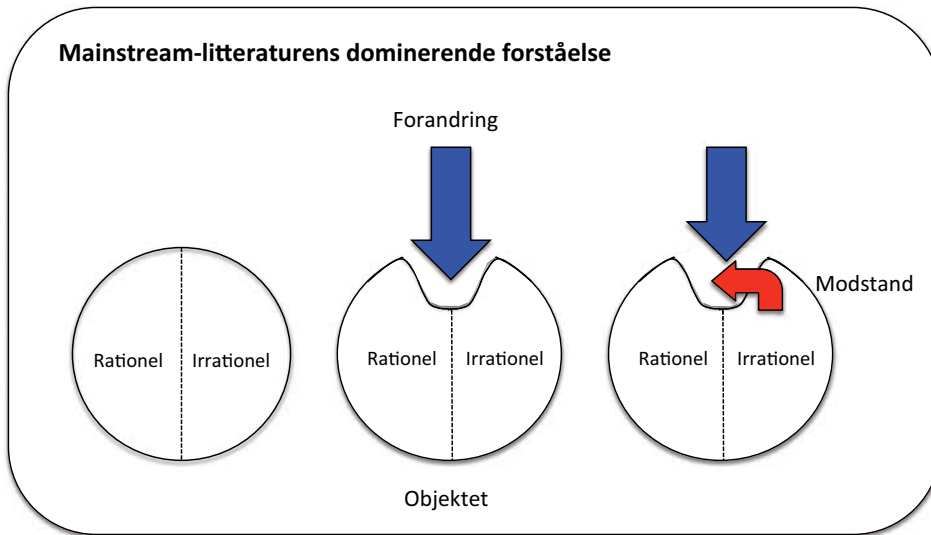 Mainstream-litteraturens dominerende forståelse
Forandring
Modstand
Rationel Irrationel
Rationel Irrationel
Rationel Irrationel
Objektet